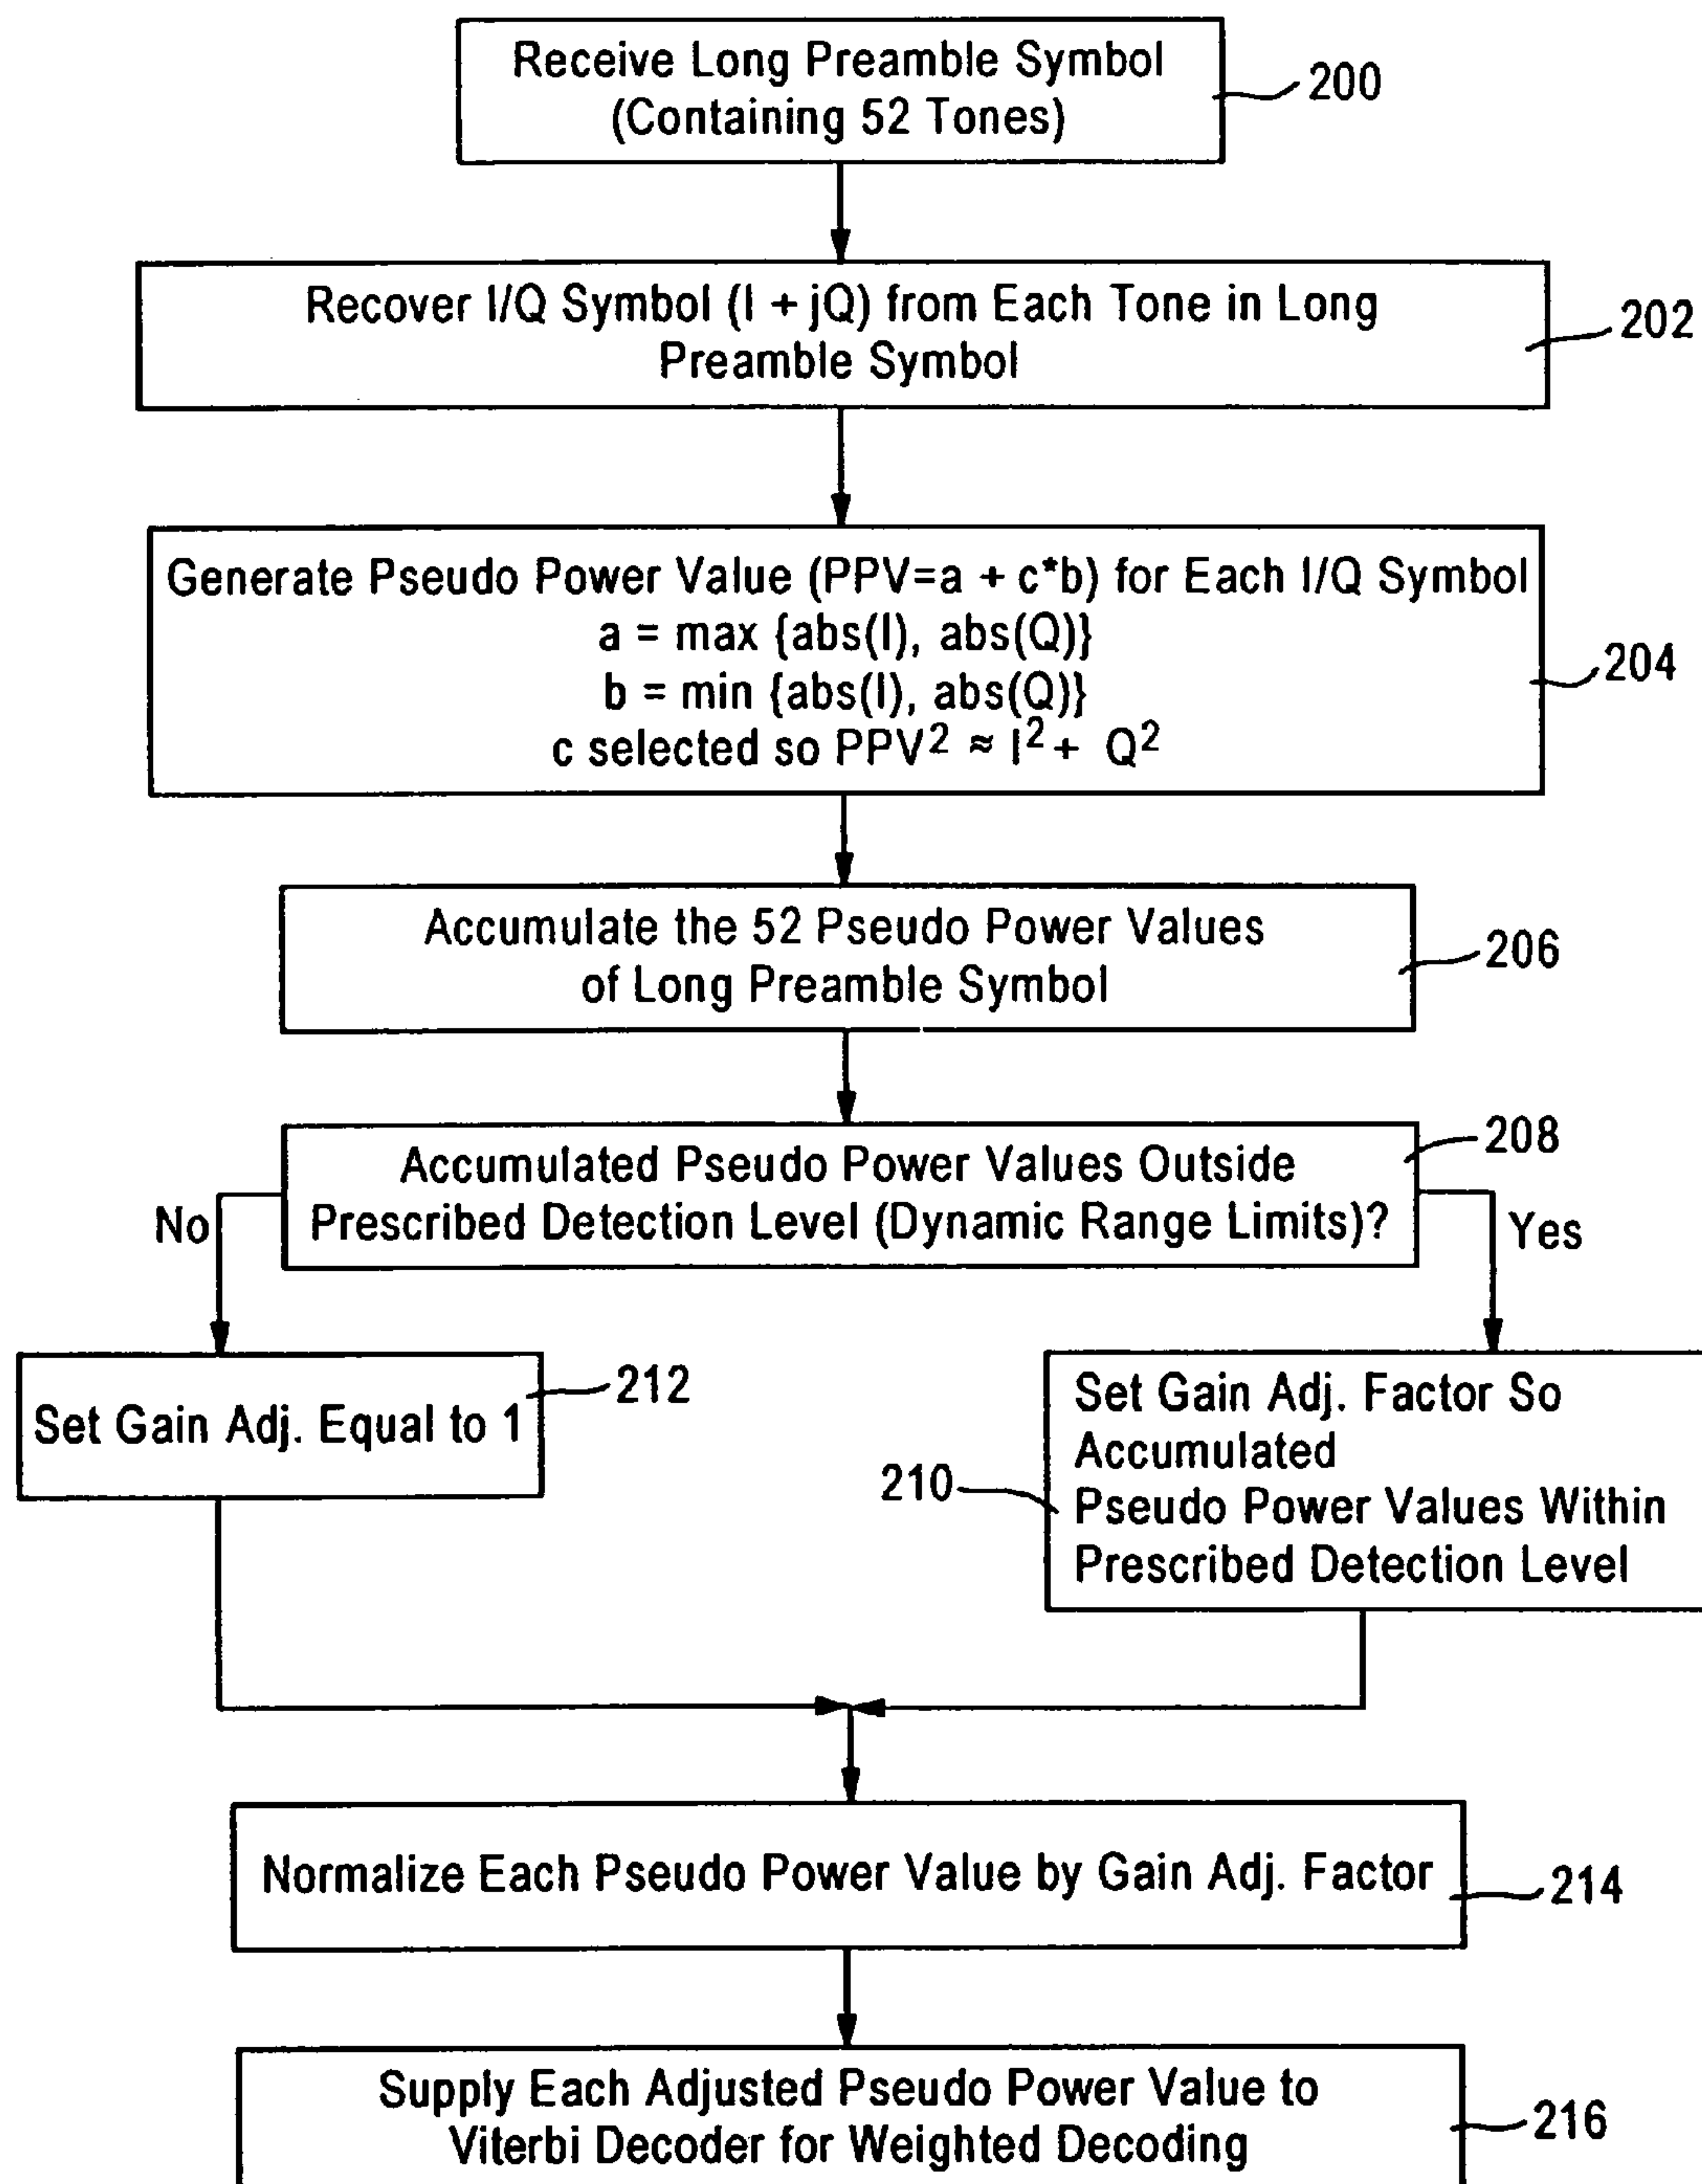 Receive Long Preamble Symbol
(Containing 52 Tones)
200
Recover I/Q Symbol (I + jQ) from Each Tone in Long
Preamble Symbol
202
Generate Pseudo Power Value (PPV=a + c*b) for Each I/Q Symbol
a = max {abs(I), abs(Q)}
b = min {abs(I), abs(Q)}
c selected so PPV² ≈ I² + Q²
204
Accumulate the 52 Pseudo Power Values
of Long Preamble Symbol
206
Accumulated Pseudo Power Values Outside
Prescribed Detection Level (Dynamic Range Limits)?
208
No
Yes
Set Gain Adj. Equal to 1
212
Set Gain Adj. Factor So
Accumulated
Pseudo Power Values Within
Prescribed Detection Level
210
Normalize Each Pseudo Power Value by Gain Adj. Factor
214
Supply Each Adjusted Pseudo Power Value to
Viterbi Decoder for Weighted Decoding
216